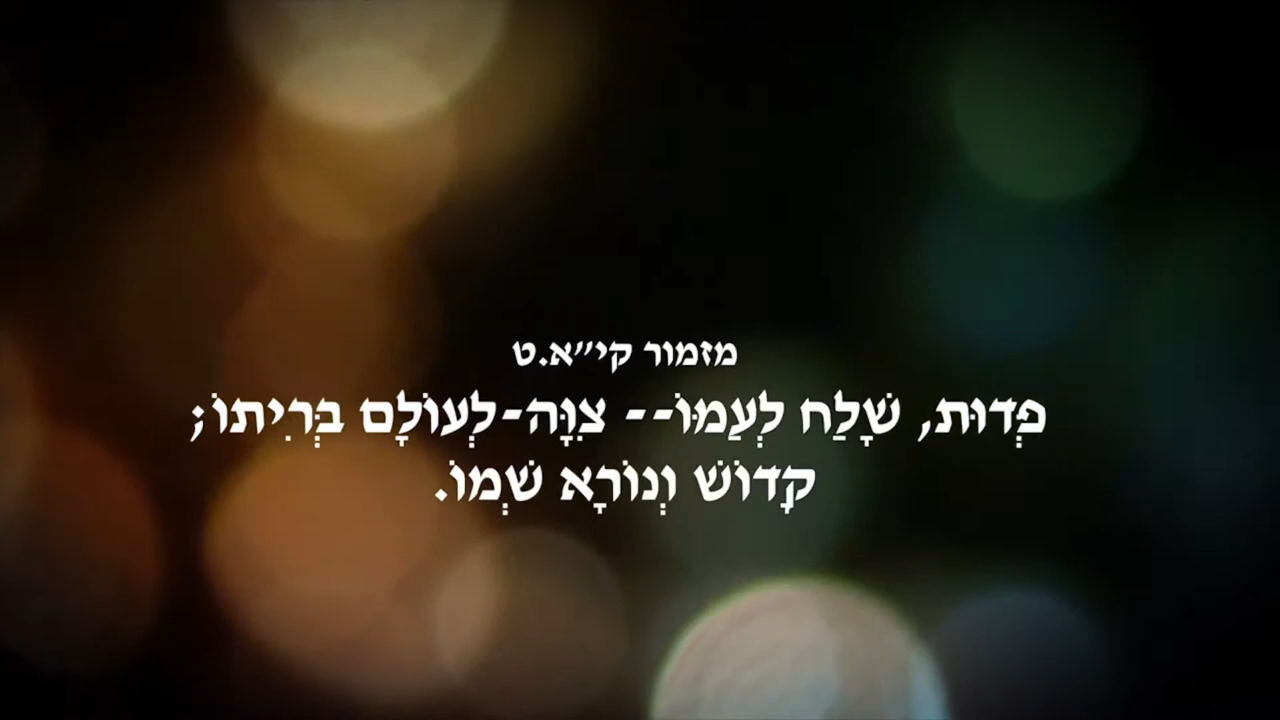 מזמור קי״א.ט
פְּדוּת, שָׁלַח לְעַמּוֹ-- צִוָּה-לְעוֹלָם בְּרִיתוֹ;
קָדוֹשׁ וְנוֹרָא שְׁמוֹ.